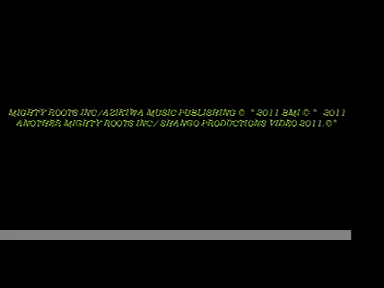 MIGHTY ROOTS INC/AZIKIWA MUSIC PUBLISHING © " 2011 BMI © " 2011
ANOTHER MIGHTY ROOTS INC/ SHANGO PRODUCTIONS VIDEO 2011.©"